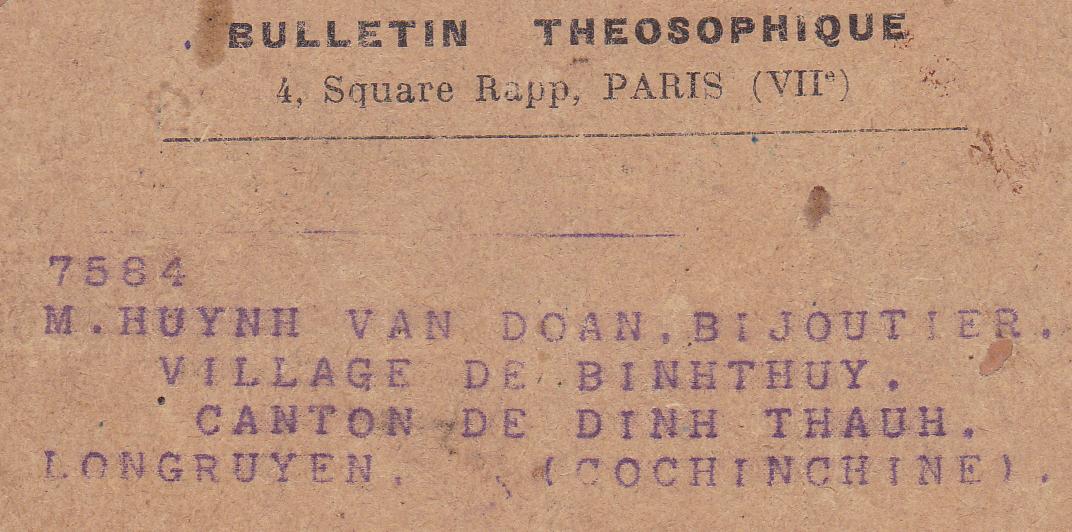 BULLETIN THEOSOPHIQUE
4, Square Rapp, PARIS (VIIe)
7584
M.HUYNH VAN DOAN,BIJOUTIER.
VILLAGE DE BINHTHUY.
CANTON DE DINH THAUH.
LONGRUYEN. (COCHINCHINE).